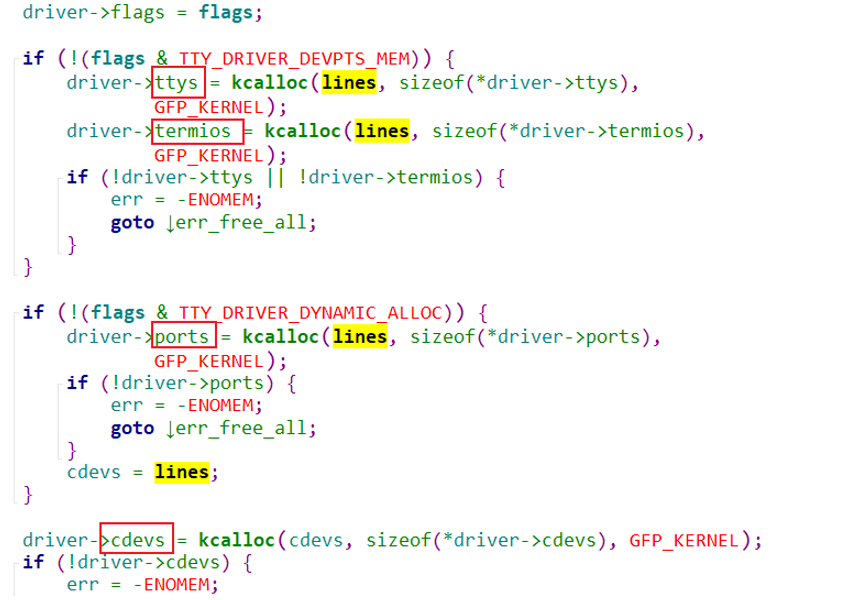 driver->flags = flags;
if (!(flags & TTY_DRIVER_DEVPTS_MEM)) {
driver->ttys = kcalloc(lines, sizeof(*driver->ttys),
GFP_KERNEL);
driver->termios = kcalloc(lines, sizeof(*driver->termios),
GFP_KERNEL);
if (!driver->ttys || !driver->termios) {
err = -ENOMEM;
goto ↓err_free_all;
}
}
if (!(flags & TTY_DRIVER_DYNAMIC_ALLOC)) {
driver->ports = kcalloc(lines, sizeof(*driver->ports),
GFP_KERNEL);
if (!driver->ports) {
err = -ENOMEM;
goto ↓err_free_all;
}
cdevs = lines;
}
driver->cdevs = kcalloc(cdevs, sizeof(*driver->cdevs), GFP_KERNEL);
if (!driver->cdevs) {
err = -ENOMEM;